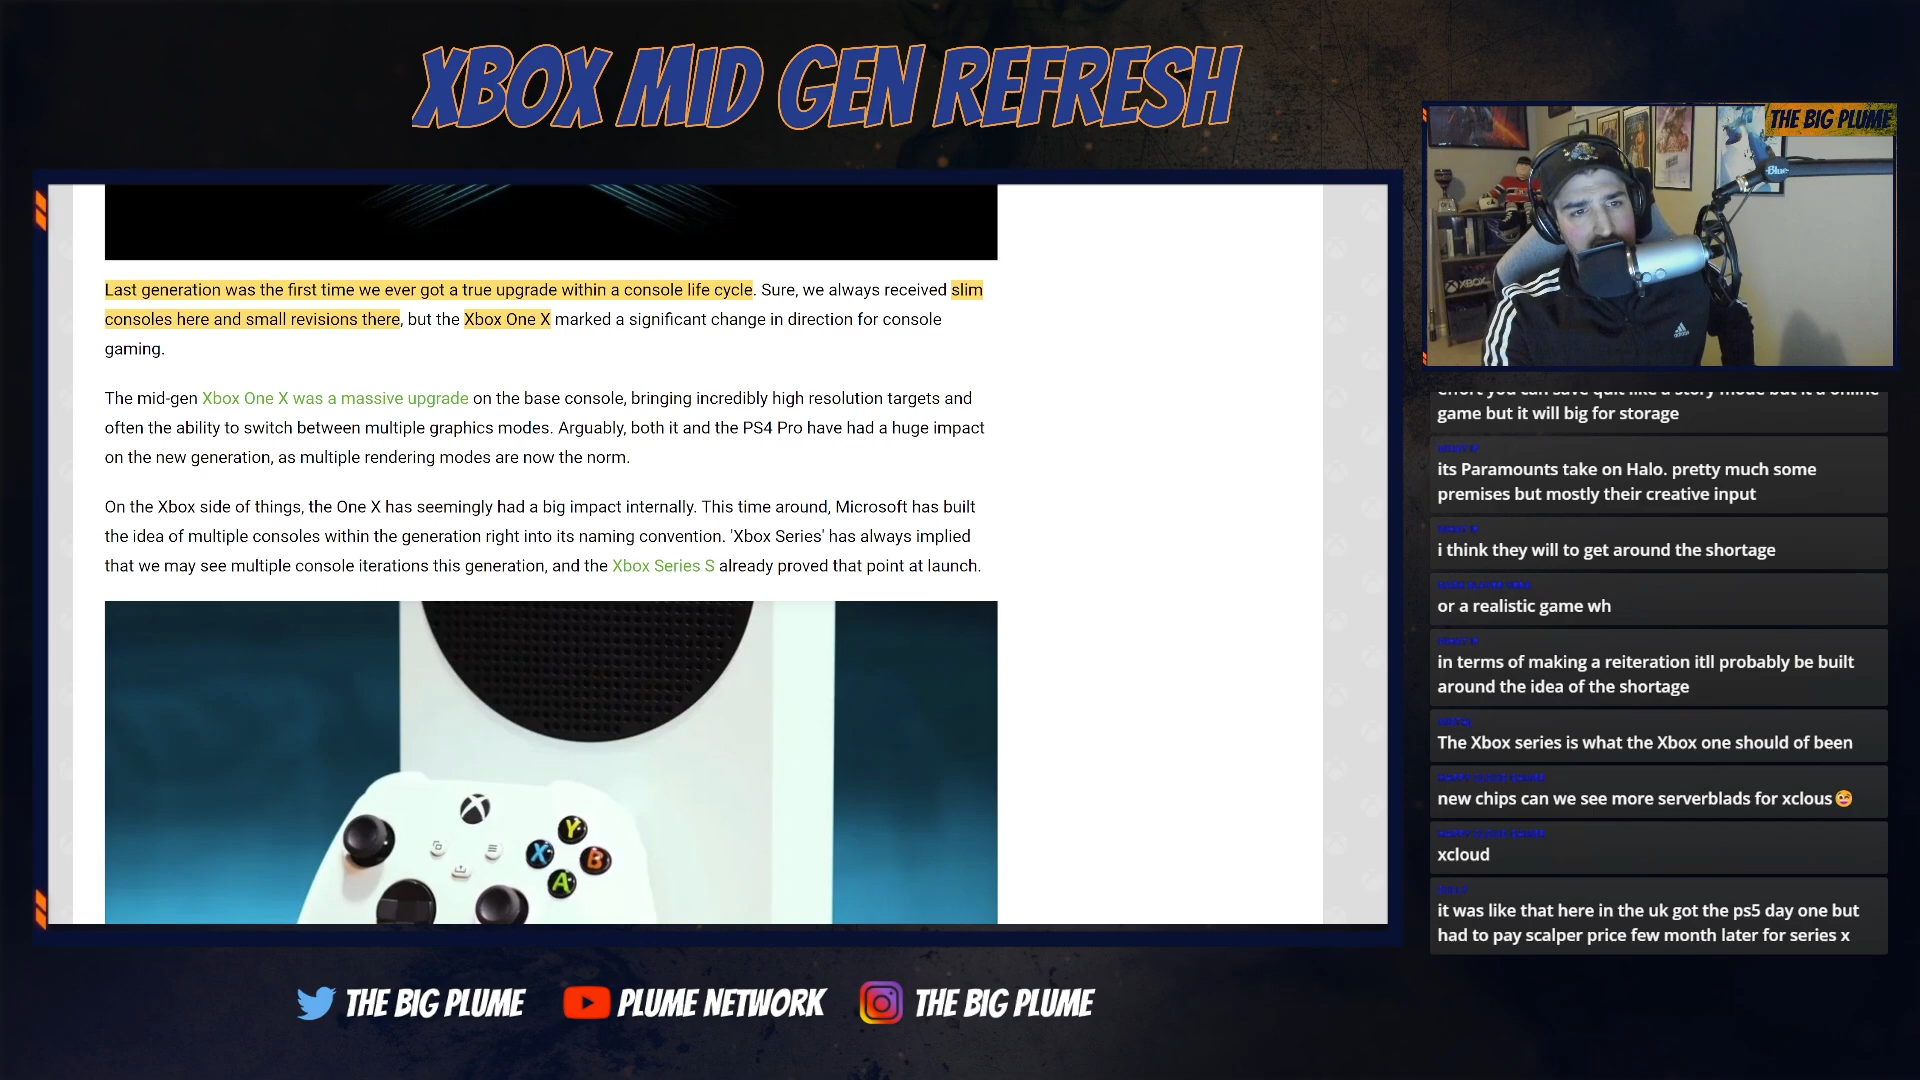 XBOX MID GEN REFRESH
THE BIG PLUME
Blue
XBOX
Last generation was the first time we ever got a true upgrade within a console life cycle. Sure, we always received slim
consoles here and small revisions there, but the Xbox One X marked a significant change in direction for console
gaming.
The mid-gen Xbox One X was a massive upgrade on the base console, bringing incredibly high resolution targets and
often the ability to switch between multiple graphics modes. Arguably, both it and the PS4 Pro have had a huge impact
on the new generation, as multiple rendering modes are now the norm.
On the Xbox side of things, the One X has seemingly had a big impact internally. This time around, Microsoft has built
the idea of multiple consoles within the generation right into its naming convention. 'Xbox Series' has always implied
that we may see multiple console iterations this generation, and the Xbox Series S already proved that point at launch.
Y
X
B
A
game but it will big for storage
its Paramounts take on Halo. pretty much some
premises but mostly their creative input
i think they will to get around the shortage
or a realistic game wh
in terms of making a reiteration itll probably be built
around the idea of the shortage
The Xbox series is what the Xbox one should of been
new chips can we see more serverblads for xclous
xcloud
it was like that here in the uk got the ps5 day one but
had to pay scalper price few month later for series x
THE BIG PLUME
PLUME NETWORK
THE BIG PLUME